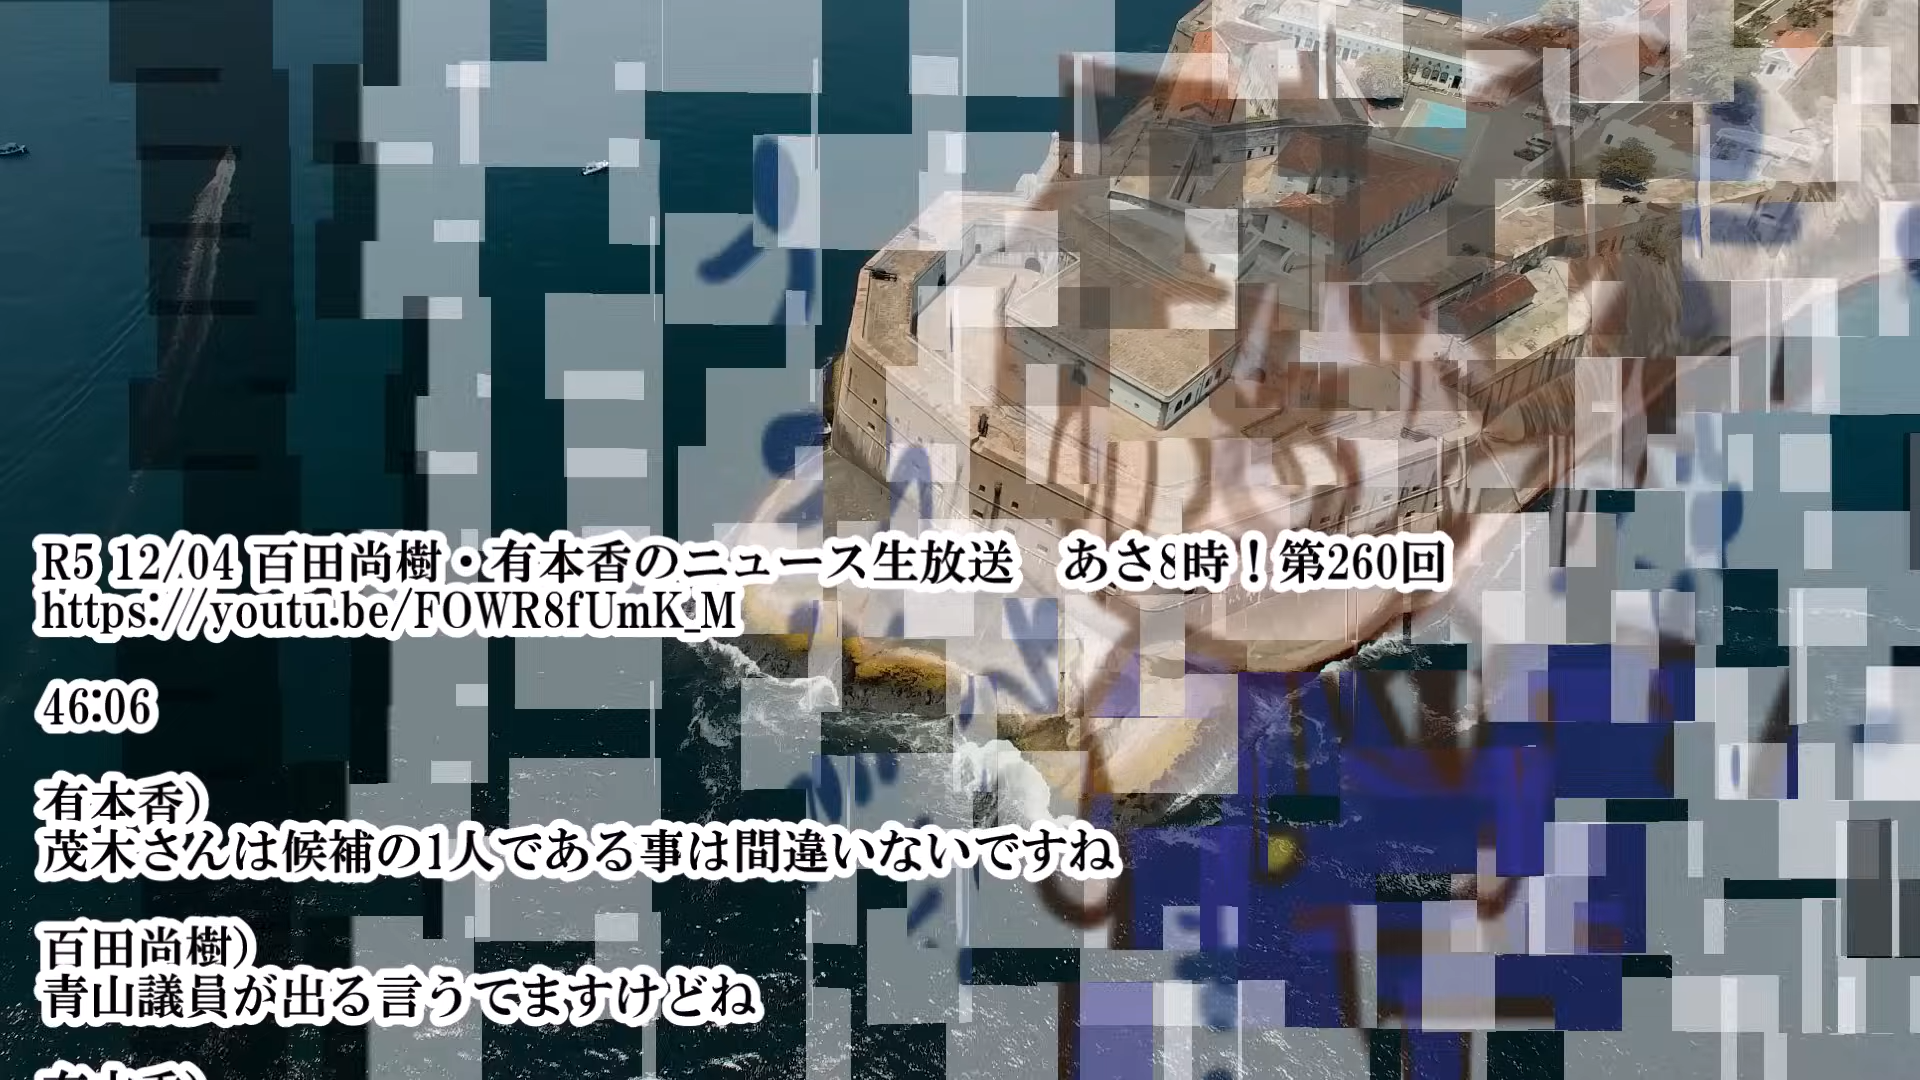 R5 12/04 百田尚樹・有本香のニュース生放送　あさ8時！第260回
https://youtu.be/FOWR8fUmK_M
46:06
有本香）
茂木さんは候補の1人である事は間違いないですね
百田尚樹）
青山議員が出る言うてますけどね
有本香）